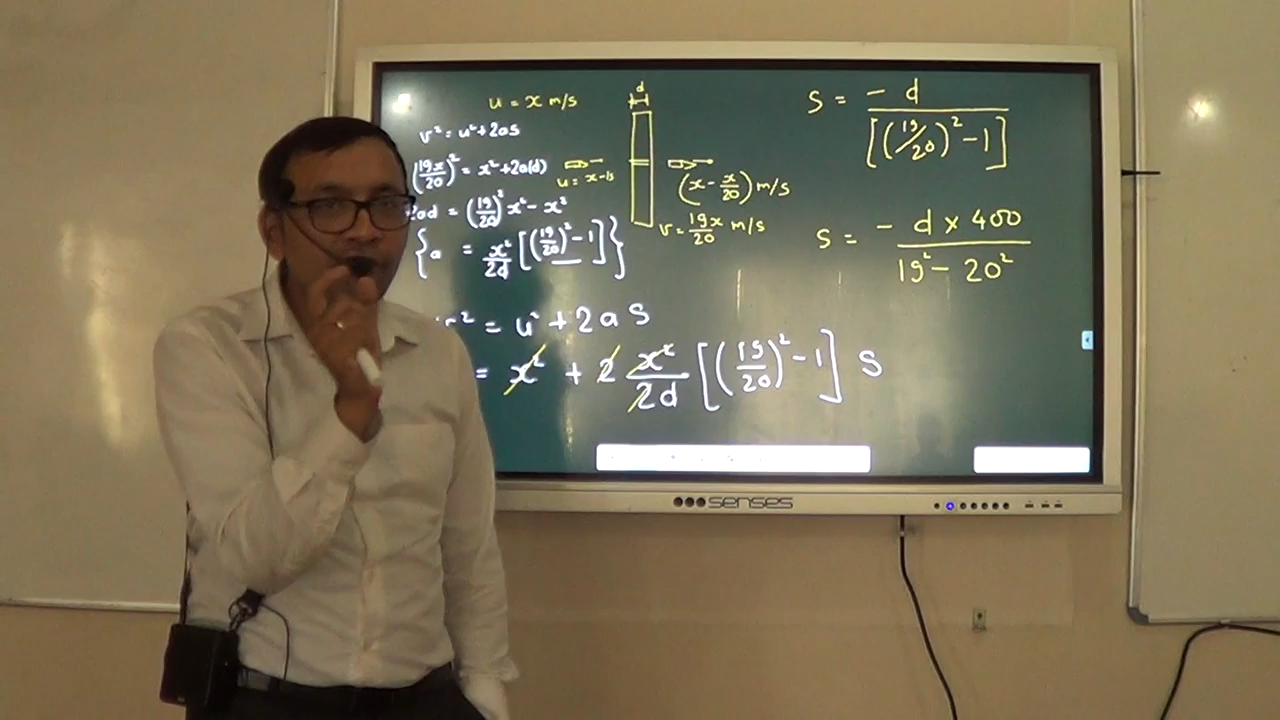 u = x m/s
d
v² = u² + 2as
(19x/20)² = x² + 2a(d)
u = x m/s
(x - x/20) m/s
2ad = (19/20)² x² - x²
v = 19x/20 m/s
{a = x²/2d [(19/20)² - 1]}
v² = u² + 2as
= x² + 2 x²/2d [(19/20)² - 1] s
s = - d / [(19/20)² - 1]
s = - d × 400 / 19² - 20²
senses